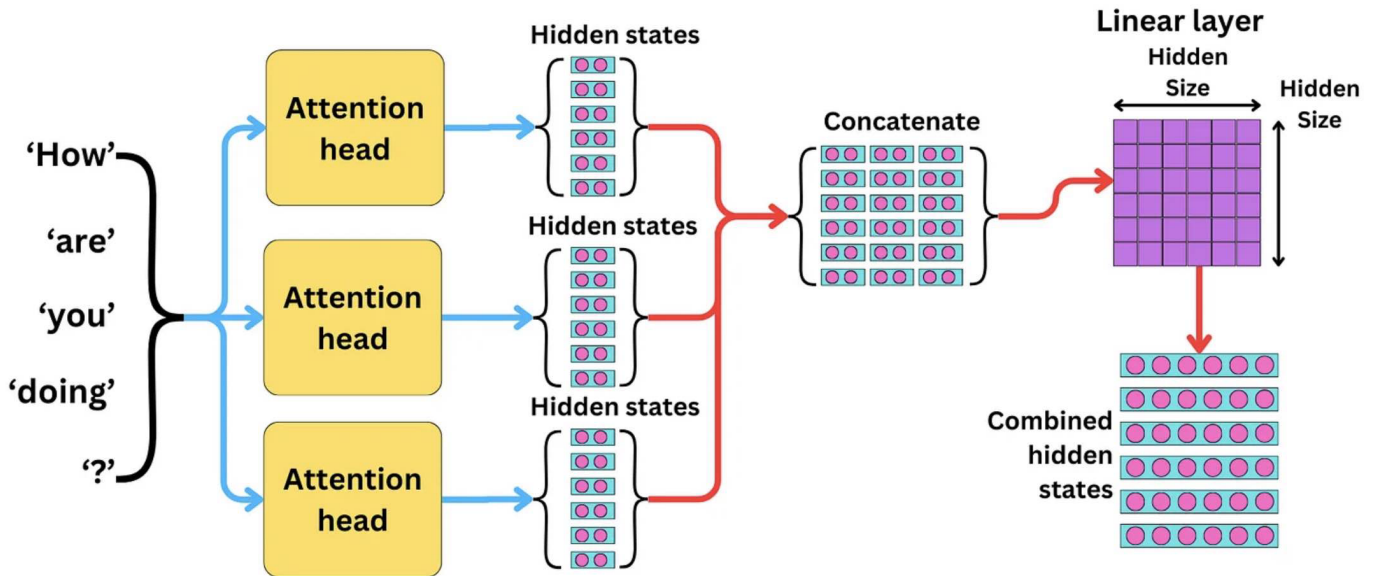 ‘How’
‘are’
‘you’
‘doing’
‘?’
Attention
head
Attention
head
Attention
head
Hidden states
Hidden states
Hidden states
Concatenate
Linear layer
Hidden
Size
Hidden
Size
Combined
hidden
states